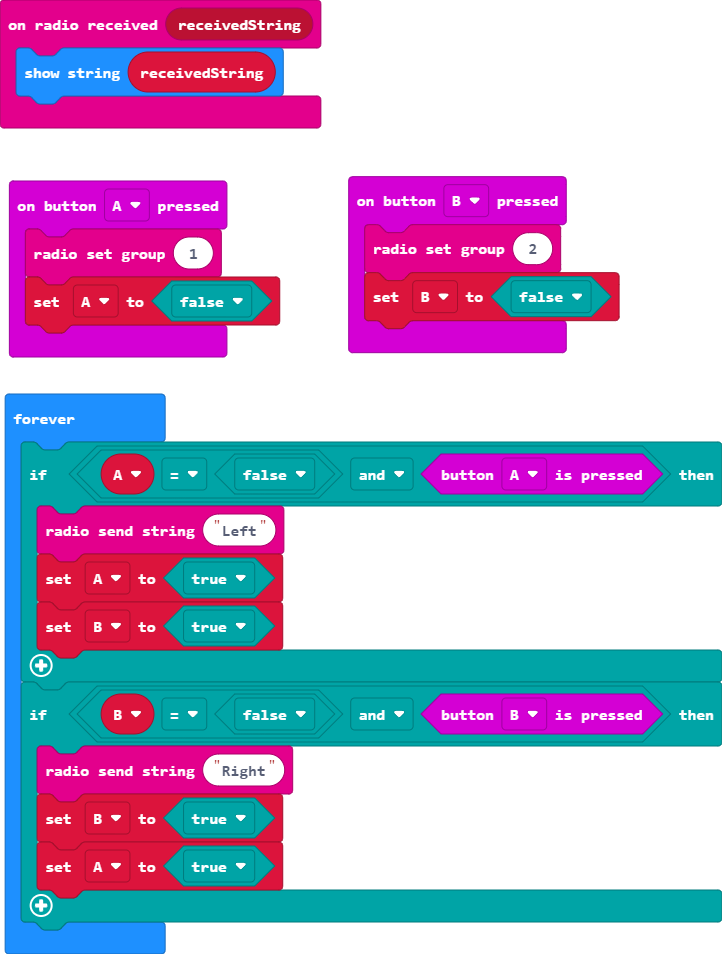 on radio received receivedString
show string receivedString
on button A pressed
radio set group 1
set A to false
on button B pressed
radio set group 2
set B to false
forever
if A = false and button A is pressed then
radio send string "Left"
set A to true
set B to true
if B = false and button B is pressed then
radio send string "Right"
set B to true
set A to true